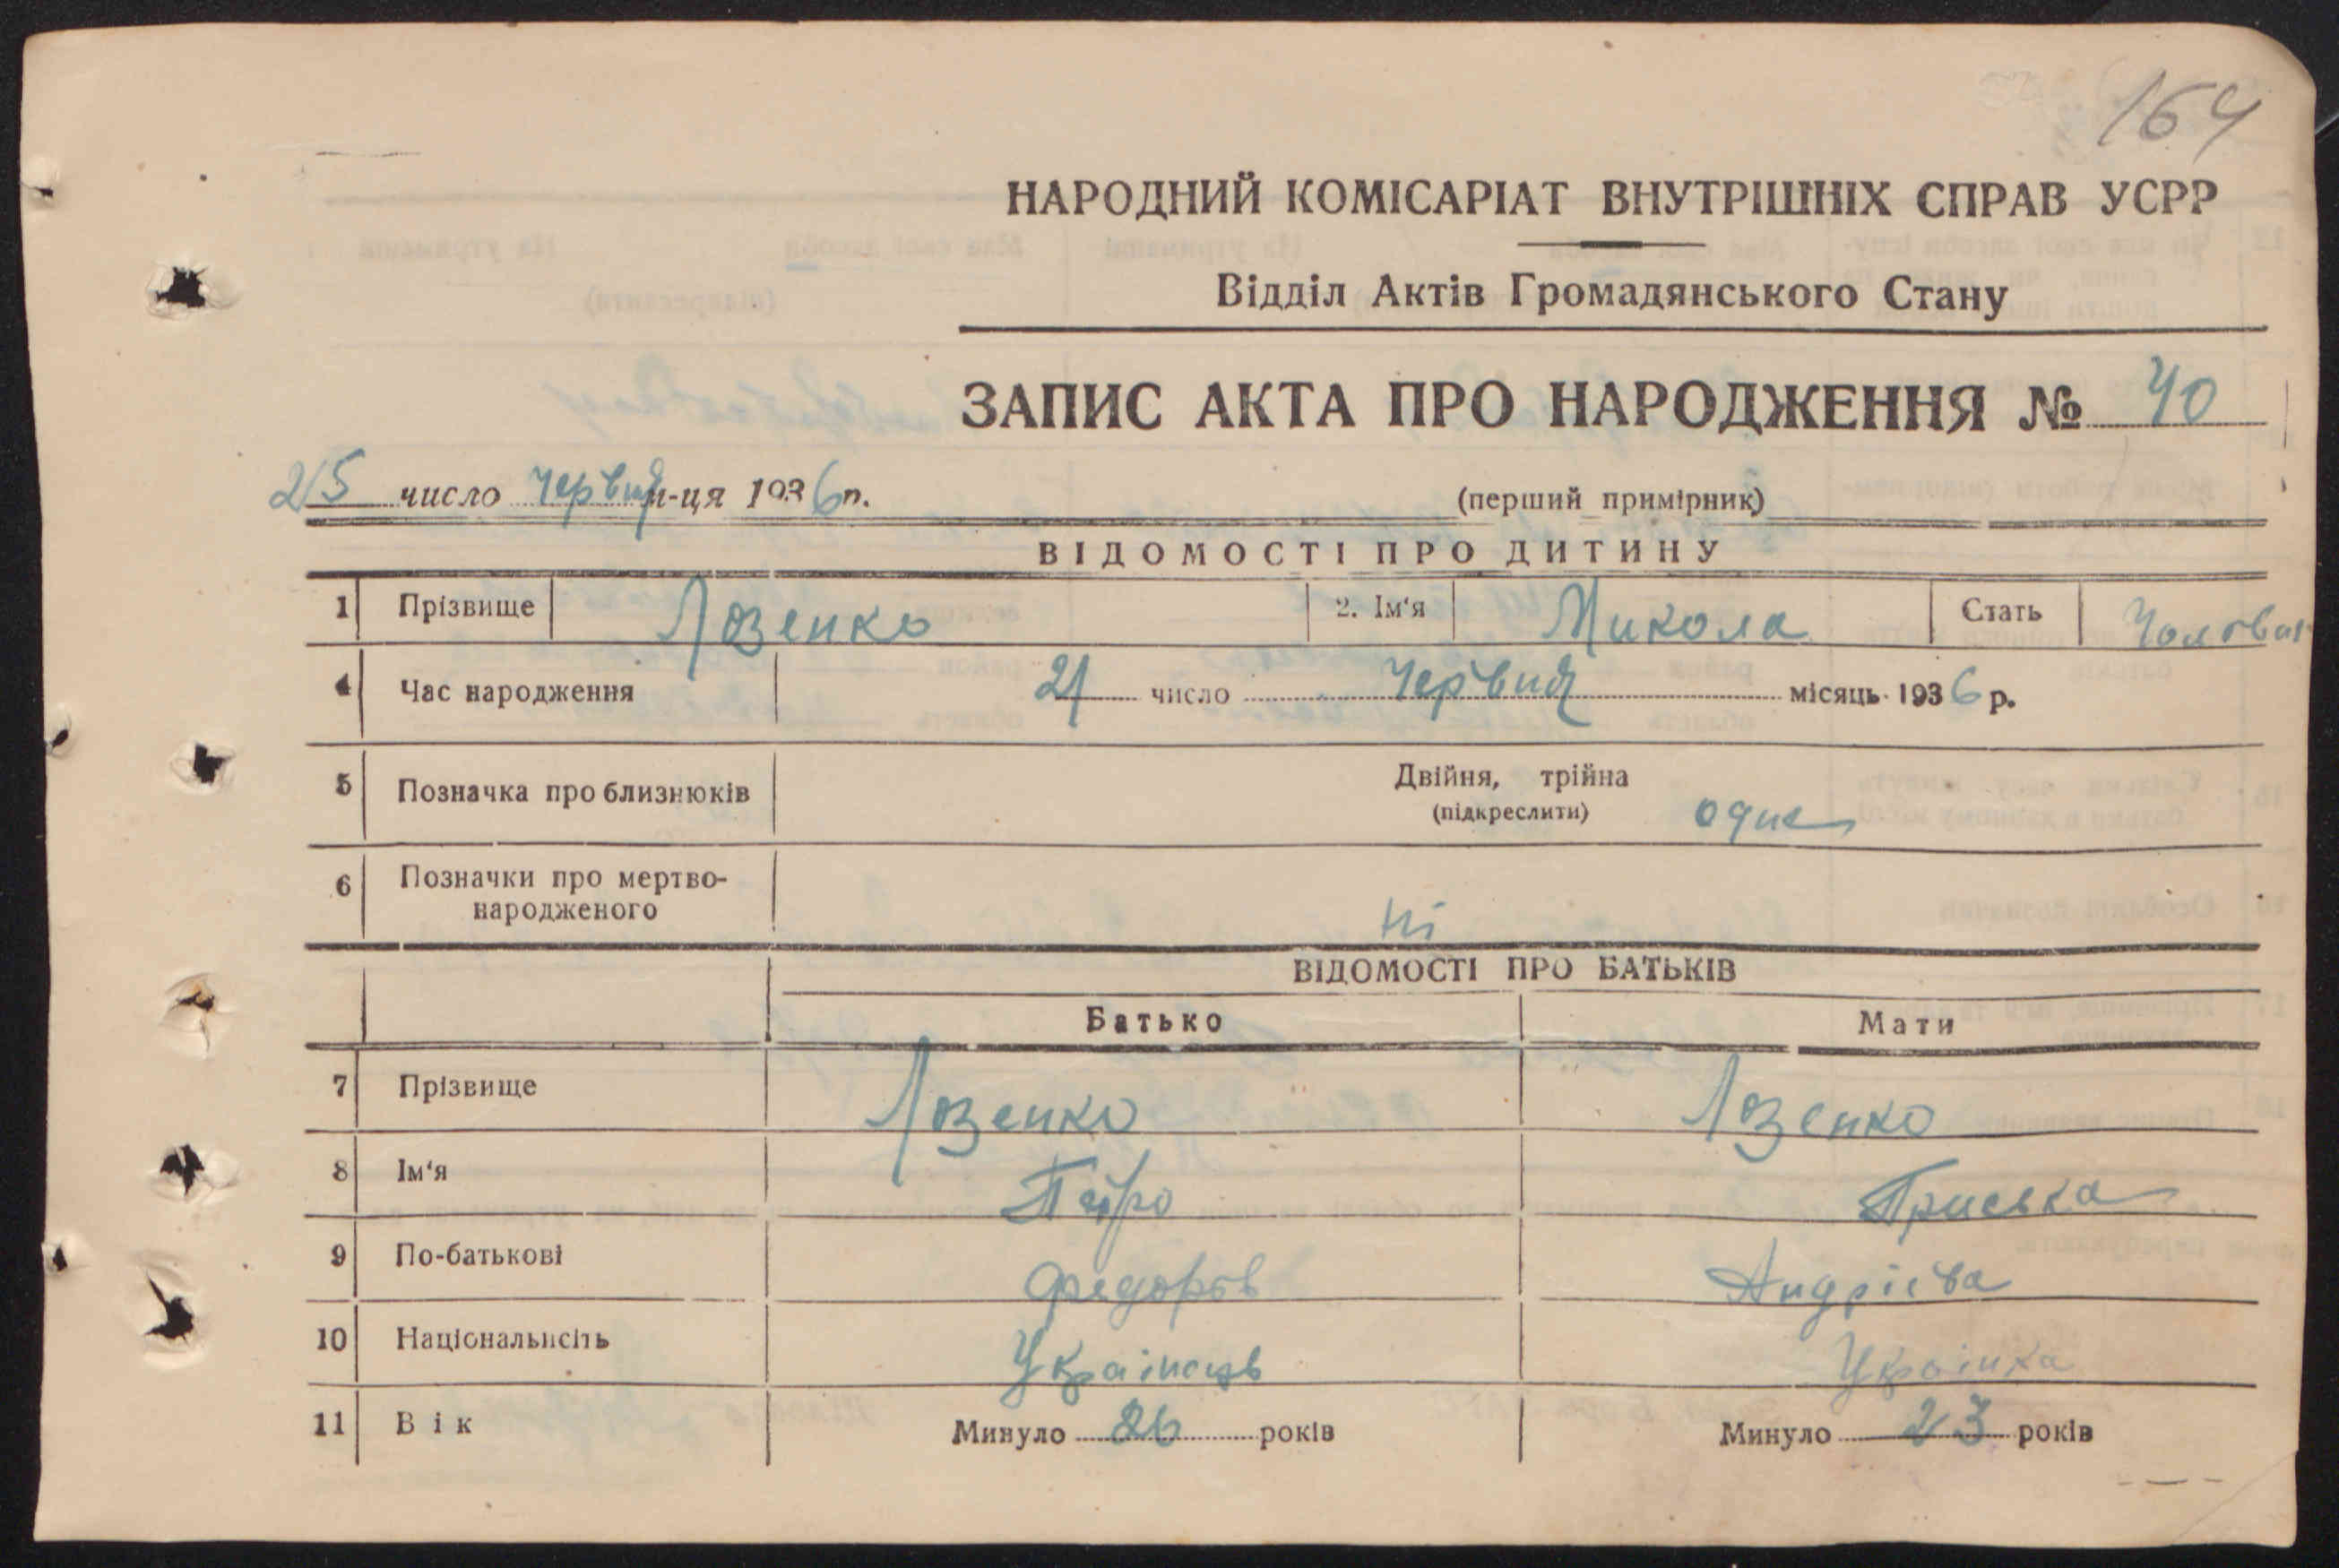 164
НАРОДНИЙ КОМІСАРІАТ ВНУТРІШНІХ СПРАВ УСРР
Відділ Актів Громадянського Стану
ЗАПИС АКТА ПРО НАРОДЖЕННЯ № 40
25 число червня м-ця 1936 р.
(перший примірник)
ВІДОМОСТІ ПРО ДИТИНУ
1 Прізвище Лозенко 2. Ім'я Микола Стать
4 Час народження 21 число Червня місяць 1936 р.
5 Позначка про близнюків Двійня, трійна
(підкреслити) одне
6 Позначки про мертво-
народженого ні
ВІДОМОСТІ ПРО БАТЬКІВ
Батько Мати
7 Прізвище Лозенко Лозенко
8 Ім'я Петро Приська
9 По-батькові Федорів Андрієва
10 Національність Українець Українка
11 Вік Минуло 26 років Минуло 23 років